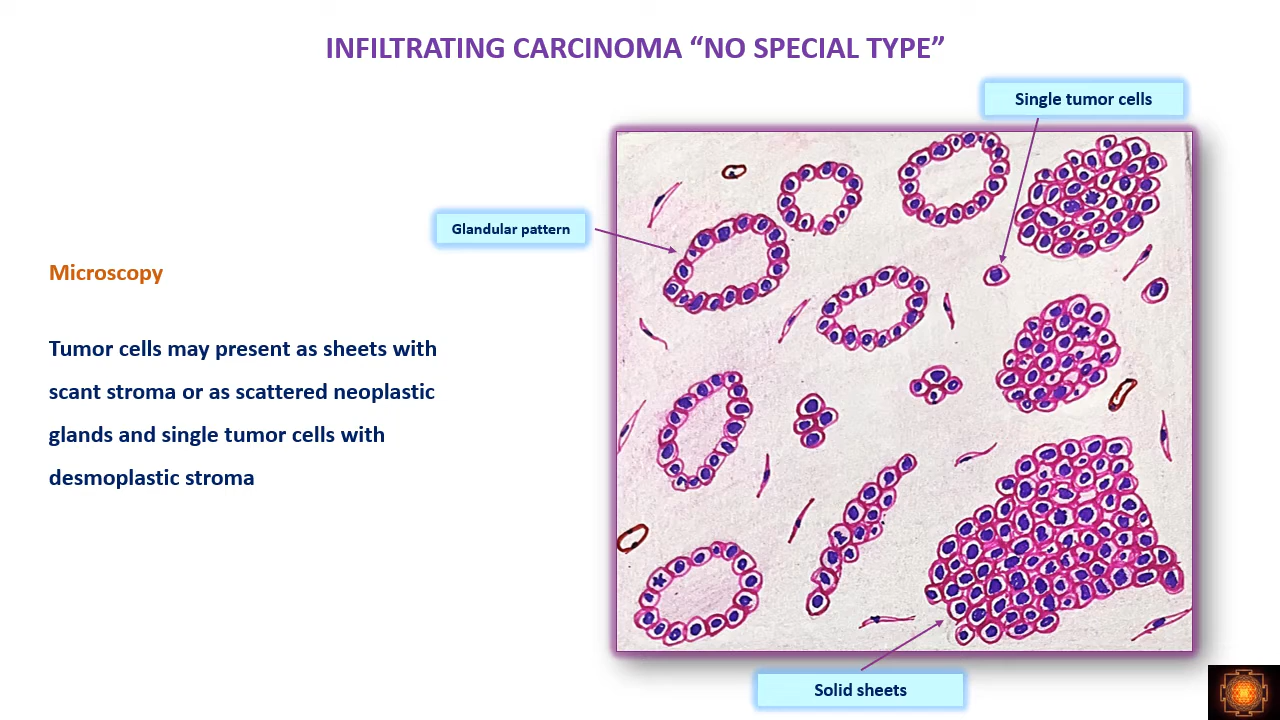 INFILTRATING CARCINOMA “NO SPECIAL TYPE”
Single tumor cells
Glandular pattern
Microscopy
Tumor cells may present as sheets with
scant stroma or as scattered neoplastic
glands and single tumor cells with
desmoplastic stroma
Solid sheets